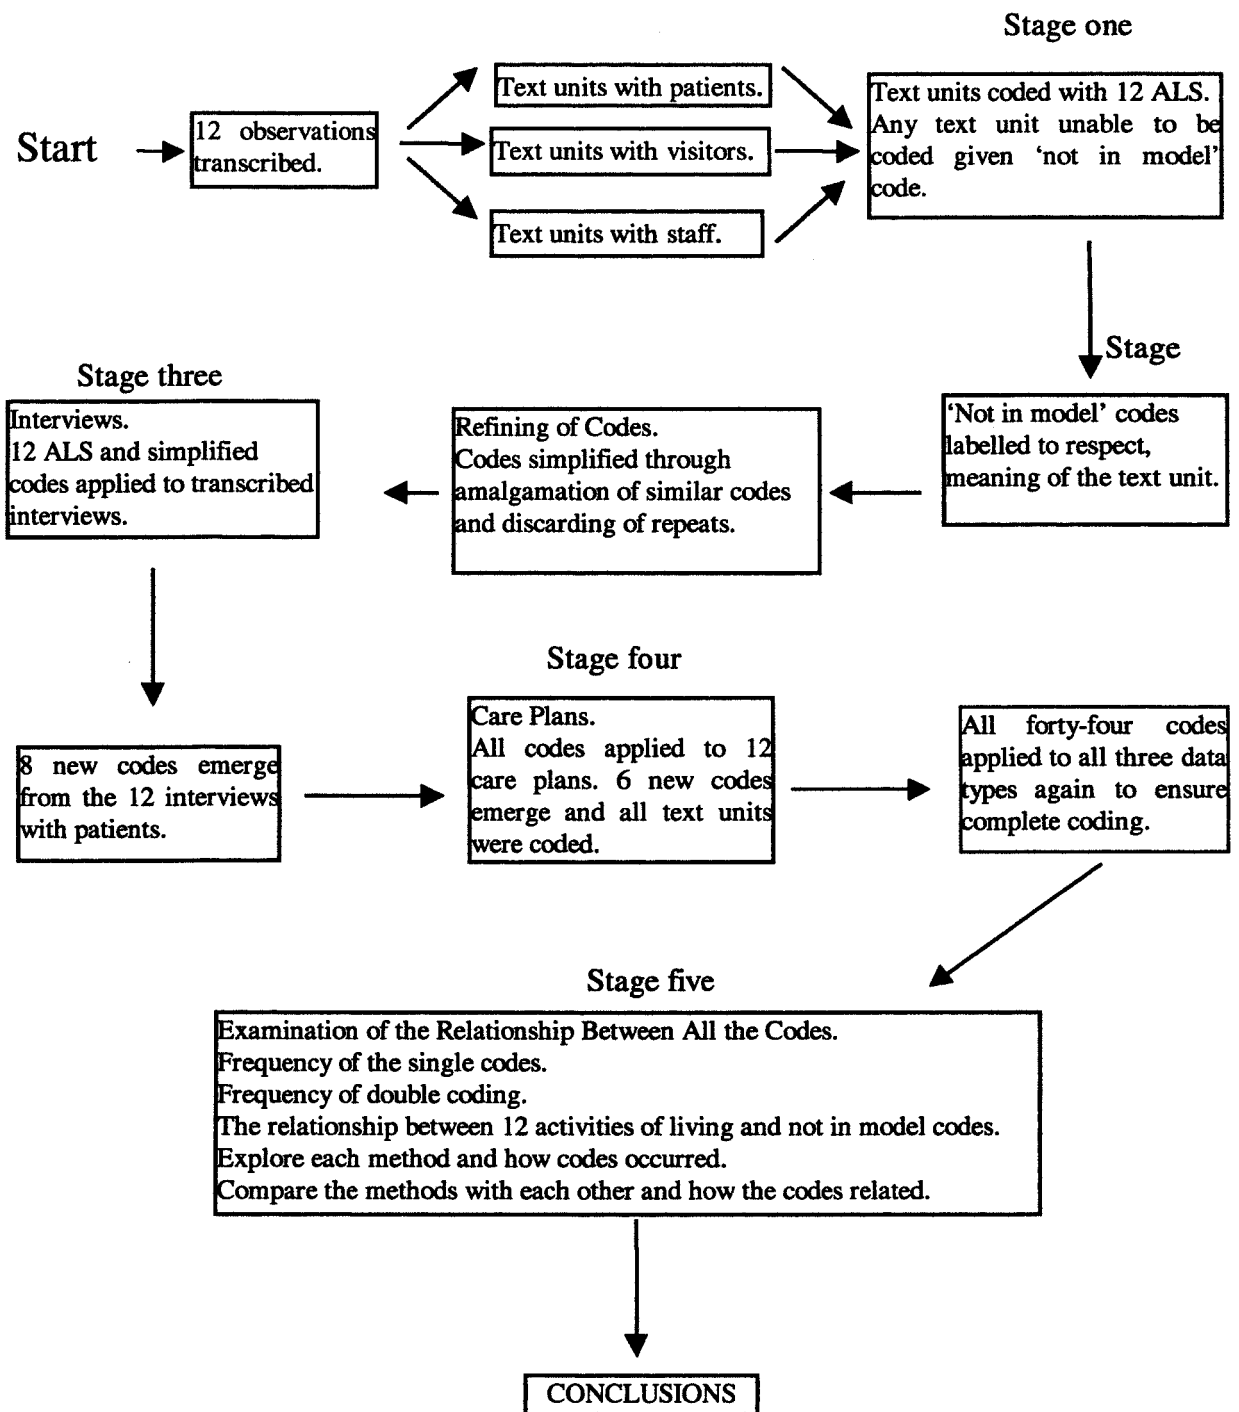 Start
12 observations
transcribed.
Text units with patients.
Text units with visitors.
Text units with staff.
Stage one
Text units coded with 12 ALS.
Any text unit unable to be
coded given ‘not in model’
code.
Stage
‘Not in model’ codes
labelled to respect,
meaning of the text unit.
Refining of Codes.
Codes simplified through
amalgamation of similar codes
and discarding of repeats.
Stage three
Interviews.
12 ALS and simplified
codes applied to transcribed
interviews.
8 new codes emerge
from the 12 interviews
with patients.
Stage four
Care Plans.
All codes applied to 12
care plans. 6 new codes
emerge and all text units
were coded.
All forty-four codes
applied to all three data
types again to ensure
complete coding.
Stage five
Examination of the Relationship Between All the Codes.
Frequency of the single codes.
Frequency of double coding.
The relationship between 12 activities of living and not in model codes.
Explore each method and how codes occurred.
Compare the methods with each other and how the codes related.
CONCLUSIONS